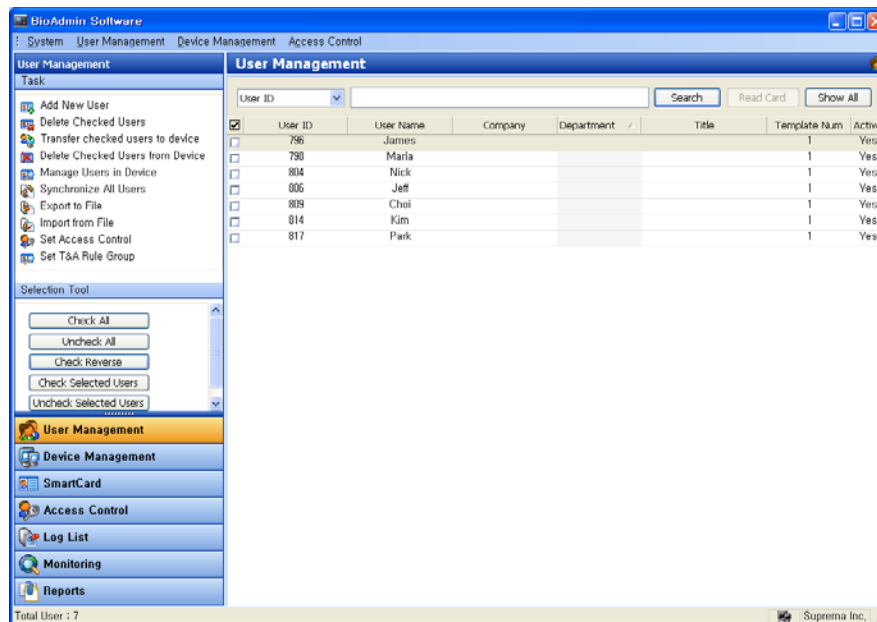 BioAdmin Software
System User Management Device Management Access Control
User Management
Task
Add New User
Delete Checked Users
Transfer checked users to device
Delete Checked Users from Device
Manage Users in Device
Synchronize All Users
Export to File
Import from File
Set Access Control
Set T&A Rule Group
Selection Tool
Check All
Uncheck All
Check Reverse
Check Selected Users
Uncheck Selected Users
User Management
Device Management
SmartCard
Access Control
Log List
Monitoring
Reports
User Management
User ID Search Read Card Show All
User ID User Name Company Department Title Template Num Active
796 James 1 Yes
798 Maria 1 Yes
804 Nick 1 Yes
806 Jeff 1 Yes
809 Choi 1 Yes
814 Kim 1 Yes
817 Park 1 Yes
Total User : 7 Suprema Inc,